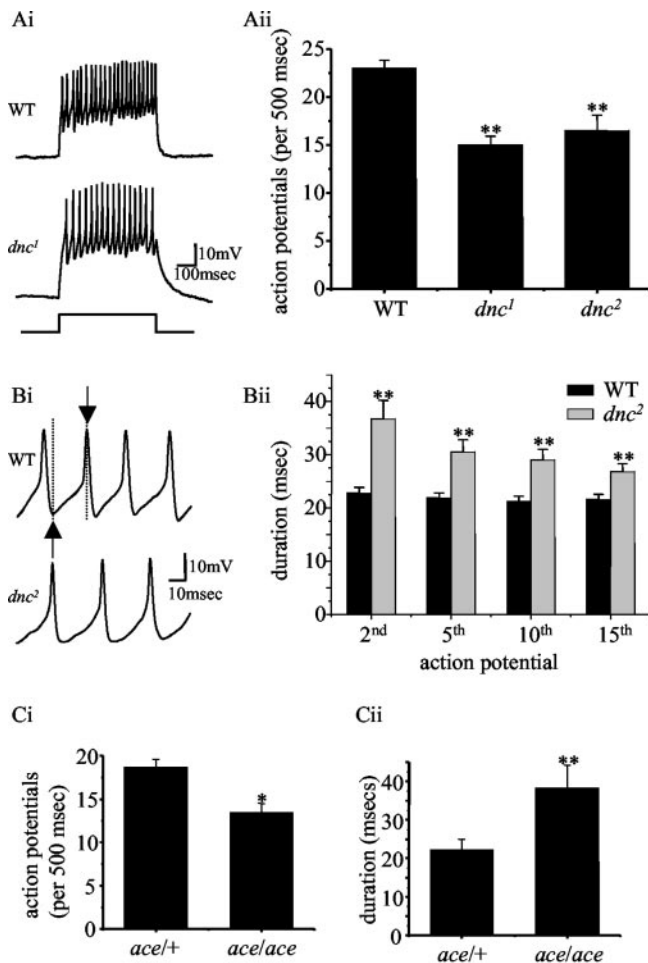 Ai
WT
dnc1
10mV
100msec
Aii
action potentials (per 500 msec)
25
20
15
10
5
0
**
**
WT dnc1 dnc2
Bi
WT
dnc2
10mV
10msec
Bii
WT
dnc2
duration (msec)
40
30
20
10
0
**
**
**
**
2nd 5th 10th 15th
action potential
Ci
action potentials
(per 500 msec)
20
15
10
5
0
*
ace/+ ace/ace
Cii
duration (msecs)
40
30
20
10
0
**
ace/+ ace/ace